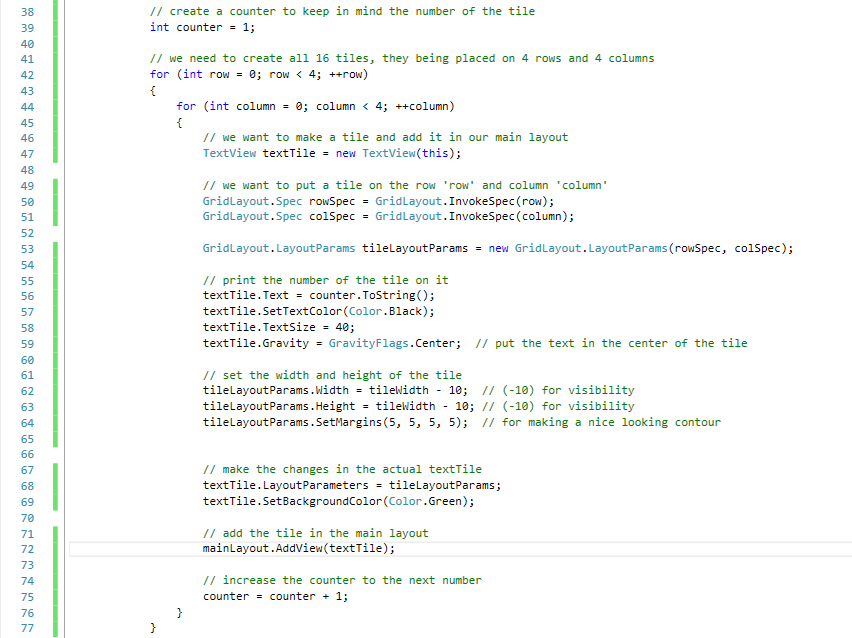 38 // create a counter to keep in mind the number of the tile
39 int counter = 1;
40
41 // we need to create all 16 tiles, they being placed on 4 rows and 4 columns
42 for (int row = 0; row < 4; ++row)
43 {
44 for (int column = 0; column < 4; ++column)
45 {
46 // we want to make a tile and add it in our main layout
47 TextView textTile = new TextView(this);
48
49 // we want to put a tile on the row 'row' and column 'column'
50 GridLayout.Spec rowSpec = GridLayout.InvokeSpec(row);
51 GridLayout.Spec colSpec = GridLayout.InvokeSpec(column);
52
53 GridLayout.LayoutParams tileLayoutParams = new GridLayout.LayoutParams(rowSpec, colSpec);
54
55 // print the number of the tile on it
56 textTile.Text = counter.ToString();
57 textTile.SetTextColor(Color.Black);
58 textTile.TextSize = 40;
59 textTile.Gravity = GravityFlags.Center; // put the text in the center of the tile
60
61 // set the width and height of the tile
62 tileLayoutParams.Width = tileWidth - 10; // (-10) for visibility
63 tileLayoutParams.Height = tileWidth - 10; // (-10) for visibility
64 tileLayoutParams.SetMargins(5, 5, 5, 5); // for making a nice looking contour
65
66
67 // make the changes in the actual textTile
68 textTile.LayoutParameters = tileLayoutParams;
69 textTile.SetBackgroundColor(Color.Green);
70
71 // add the tile in the main layout
72 mainLayout.AddView(textTile);
73
74 // increase the counter to the next number
75 counter = counter + 1;
76 }
77 }